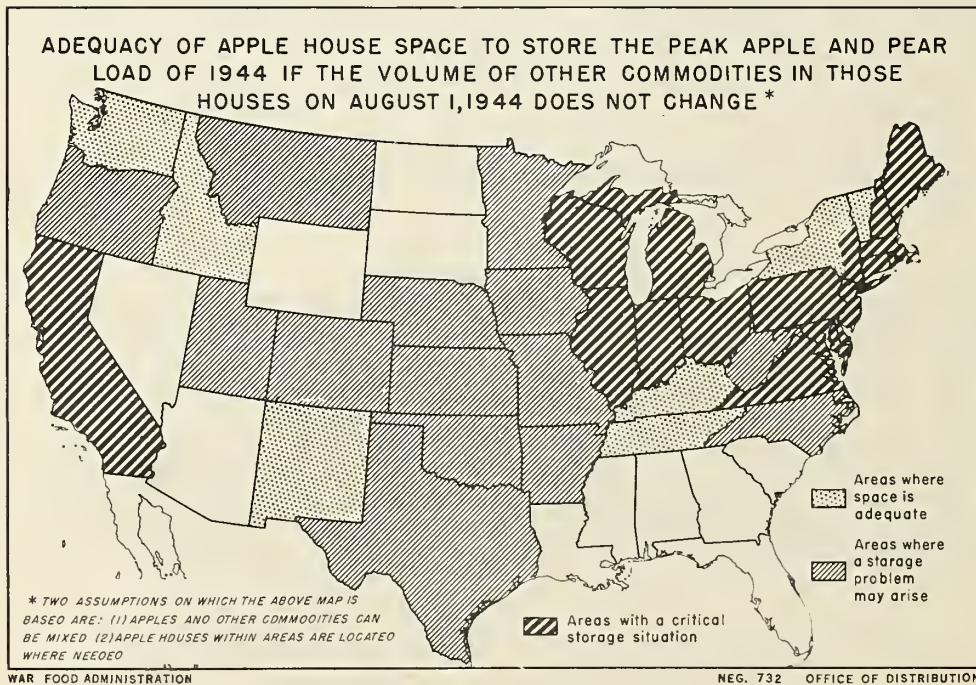 ADEQUACY OF APPLE HOUSE SPACE TO STORE THE PEAK APPLE AND PEAR
LOAD OF 1944 IF THE VOLUME OF OTHER COMMODITIES IN THOSE
HOUSES ON AUGUST 1, 1944 DOES NOT CHANGE *
Areas where
space is
adequate
Areas where
a storage
problem
may arise
Areas with a critical
storage situation
* TWO ASSUMPTIONS ON WHICH THE ABOVE MAP IS
BASED ARE: (1) APPLES AND OTHER COMMODITIES CAN
BE MIXED (2) APPLE HOUSES WITHIN AREAS ARE LOCATED
WHERE NEEDED
WAR FOOD ADMINISTRATION
NEG. 732 OFFICE OF DISTRIBUTION